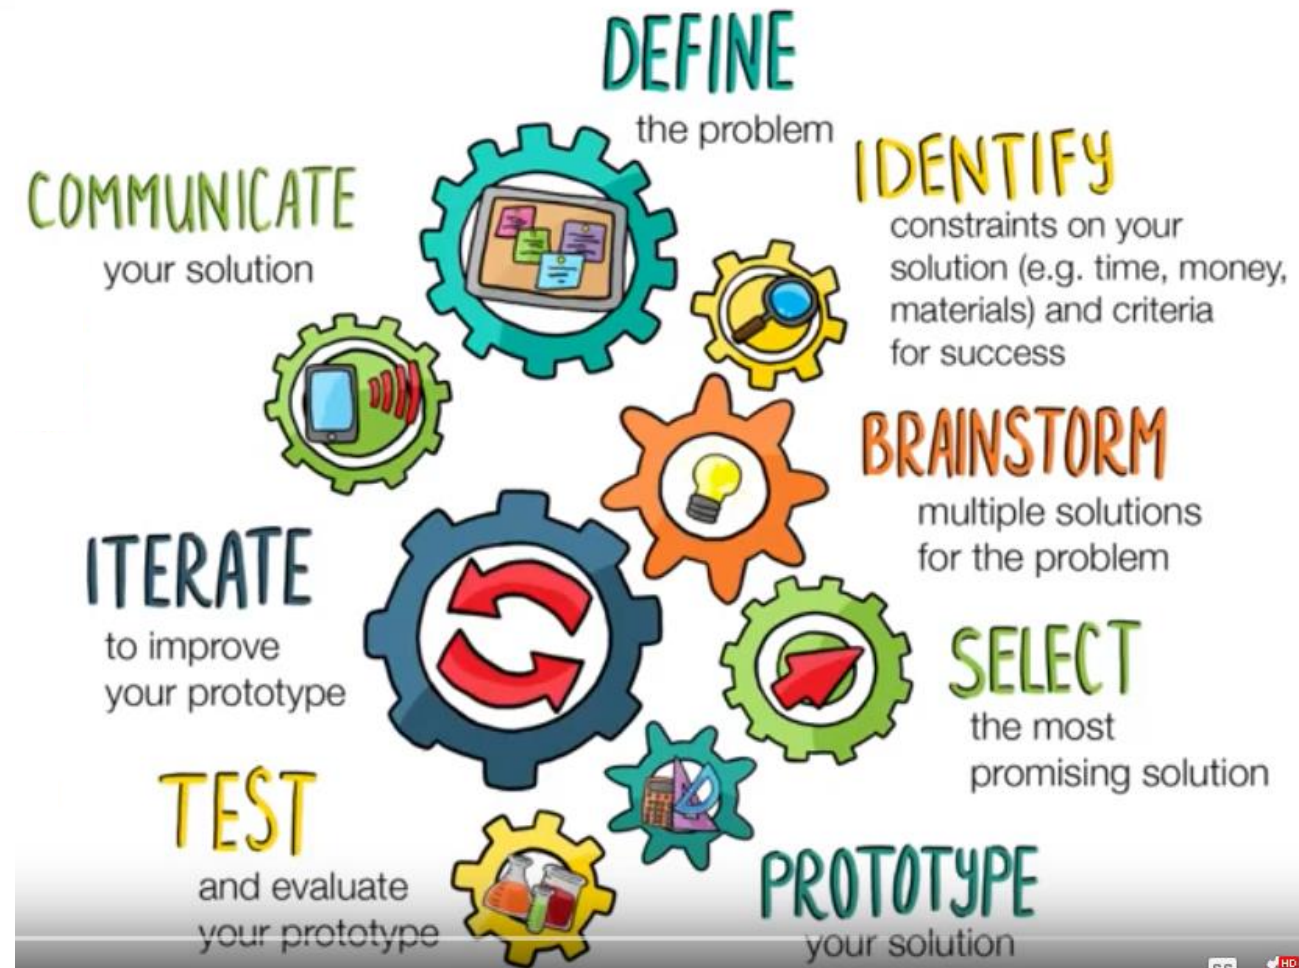 DEFINE
the problem
IDENTIFY
constraints on your
solution (e.g. time, money,
materials) and criteria
for success
BRAINSTORM
multiple solutions
for the problem
SELECT
the most
promising solution
PROTOTYPE
your solution
TEST
and evaluate
your prototype
ITERATE
to improve
your prototype
COMMUNICATE
your solution
HD